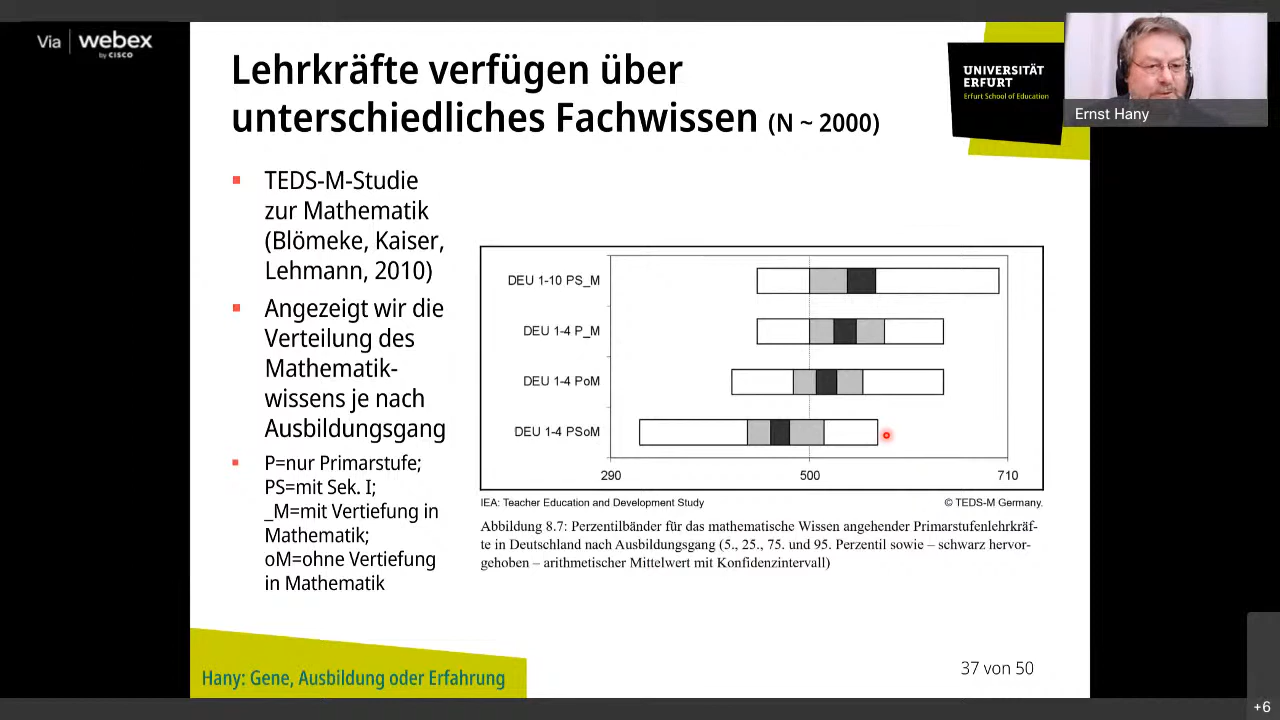 Via webex
by CISCO
Lehrkräfte verfügen über
unterschiedliches Fachwissen (N ~ 2000)
UNIVERSITÄT
ERFURT
Erfurt School of Education
Ernst Hany
TEDS-M-Studie
zur Mathematik
(Blömeke, Kaiser,
Lehmann, 2010)
Angezeigt wir die
Verteilung des
Mathematik-
wissens je nach
Ausbildungsgang
P=nur Primarstufe;
PS=mit Sek. I;
_M=mit Vertiefung in
Mathematik;
oM=ohne Vertiefung
in Mathematik
DEU 1-10 PS_M
DEU 1-4 P_M
DEU 1-4 PoM
DEU 1-4 PSoM
290 500 710
IEA: Teacher Education and Development Study © TEDS-M Germany.
Abbildung 8.7: Perzentilbänder für das mathematische Wissen angehender Primarstufenlehrkräf-
te in Deutschland nach Ausbildungsgang (5., 25., 75. und 95. Perzentil sowie – schwarz hervor-
gehoben – arithmetischer Mittelwert mit Konfidenzintervall)
Hany: Gene, Ausbildung oder Erfahrung
37 von 50
+6